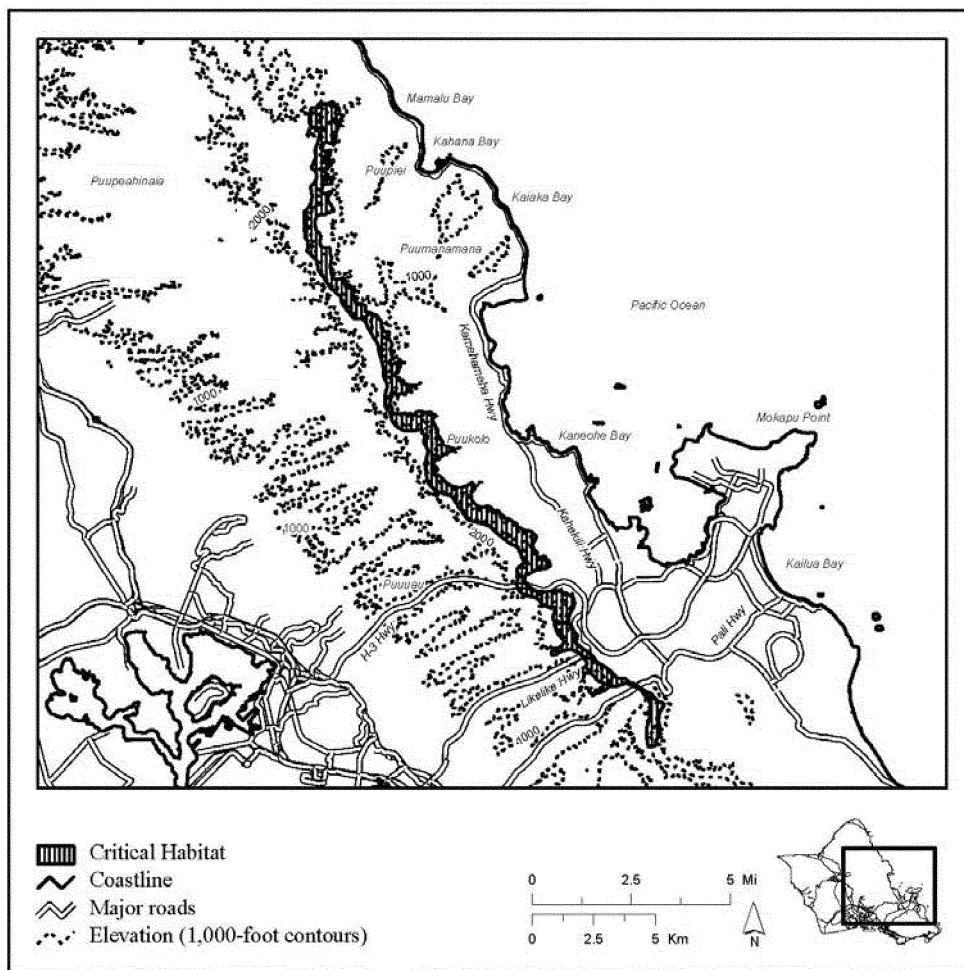 Mamalu Bay
Kahana Bay
Puupiei
Kaiaka Bay
Puupeahinaia
2000
Puumanamana
1000
Pacific Ocean
Kamehameha Hwy
1000
Mokapu Point
Puukolo
Kaneohe Bay
1000
2000
Kahekili Hwy
Kailua Bay
Puuuau
H-3 Hwy
Pali Hwy
Likelike Hwy
1000
Critical Habitat
Coastline
Major roads
Elevation (1,000-foot contours)
0 2.5 5 Mi
0 2.5 5 Km
N